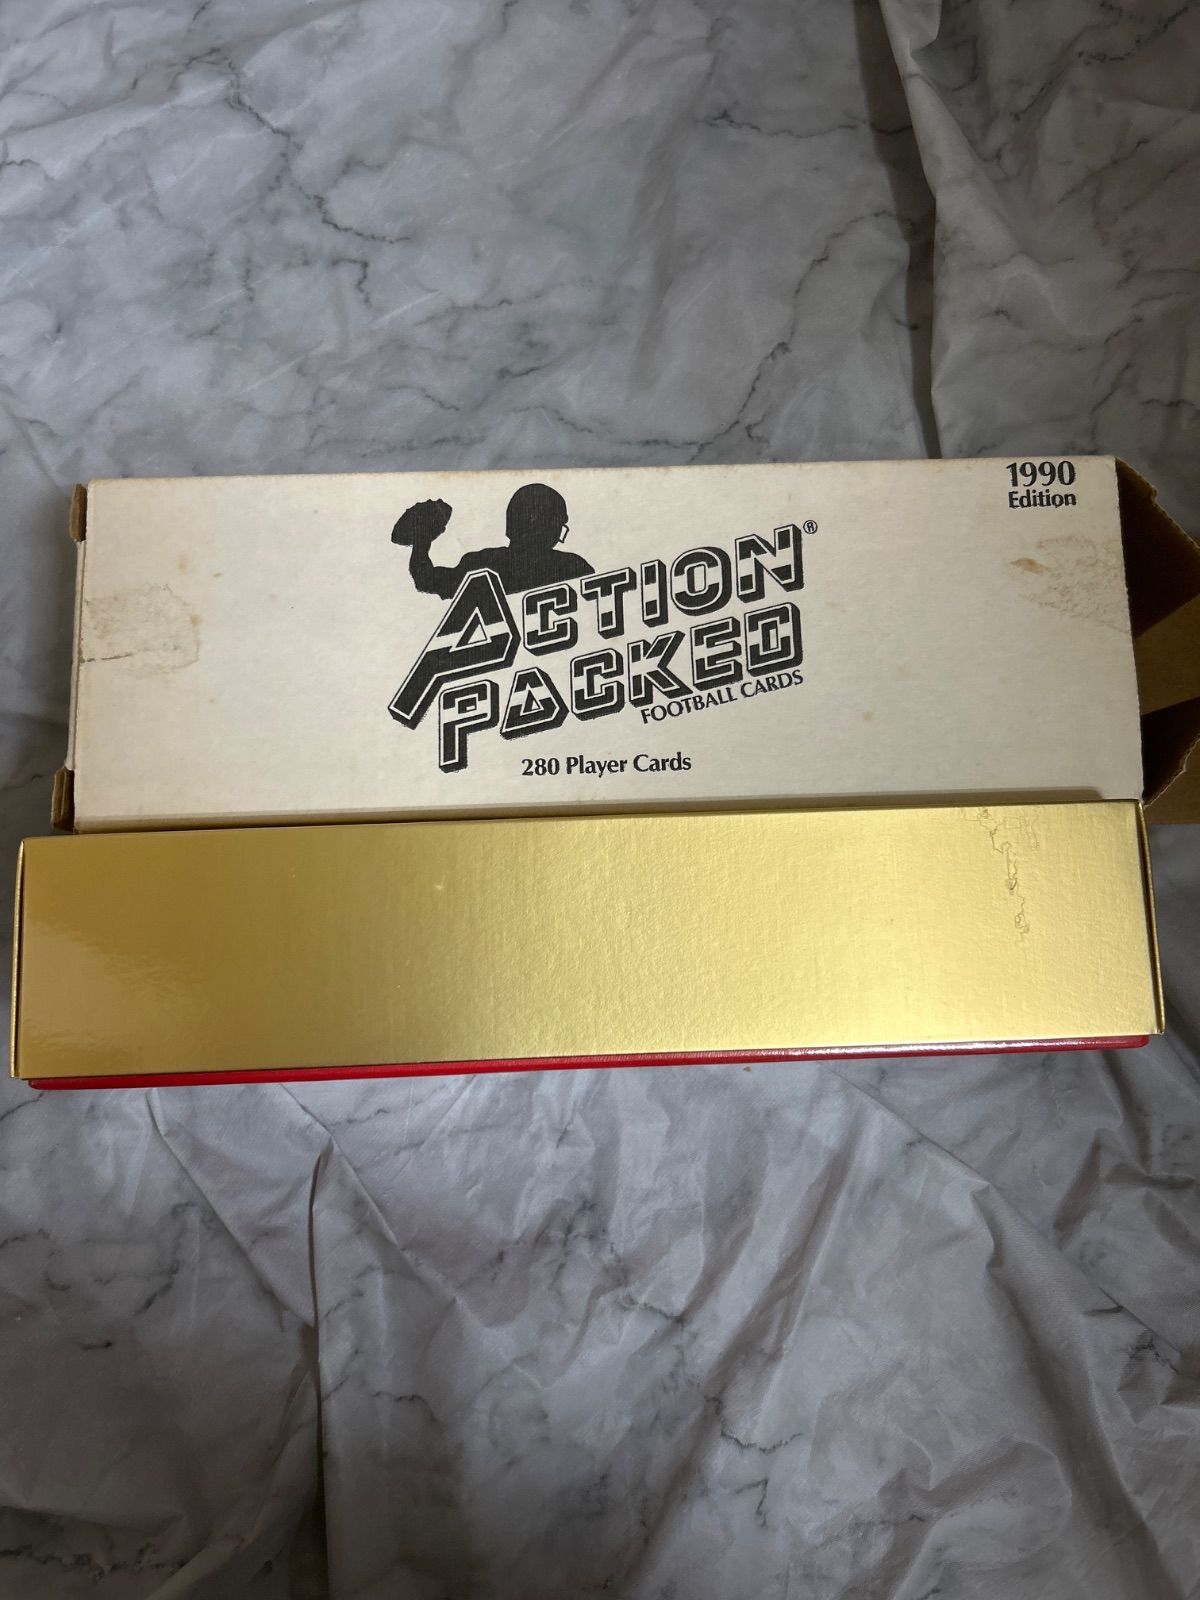 1990
Edition
ACTION®
PACKED
FOOTBALL CARDS
280 Player Cards